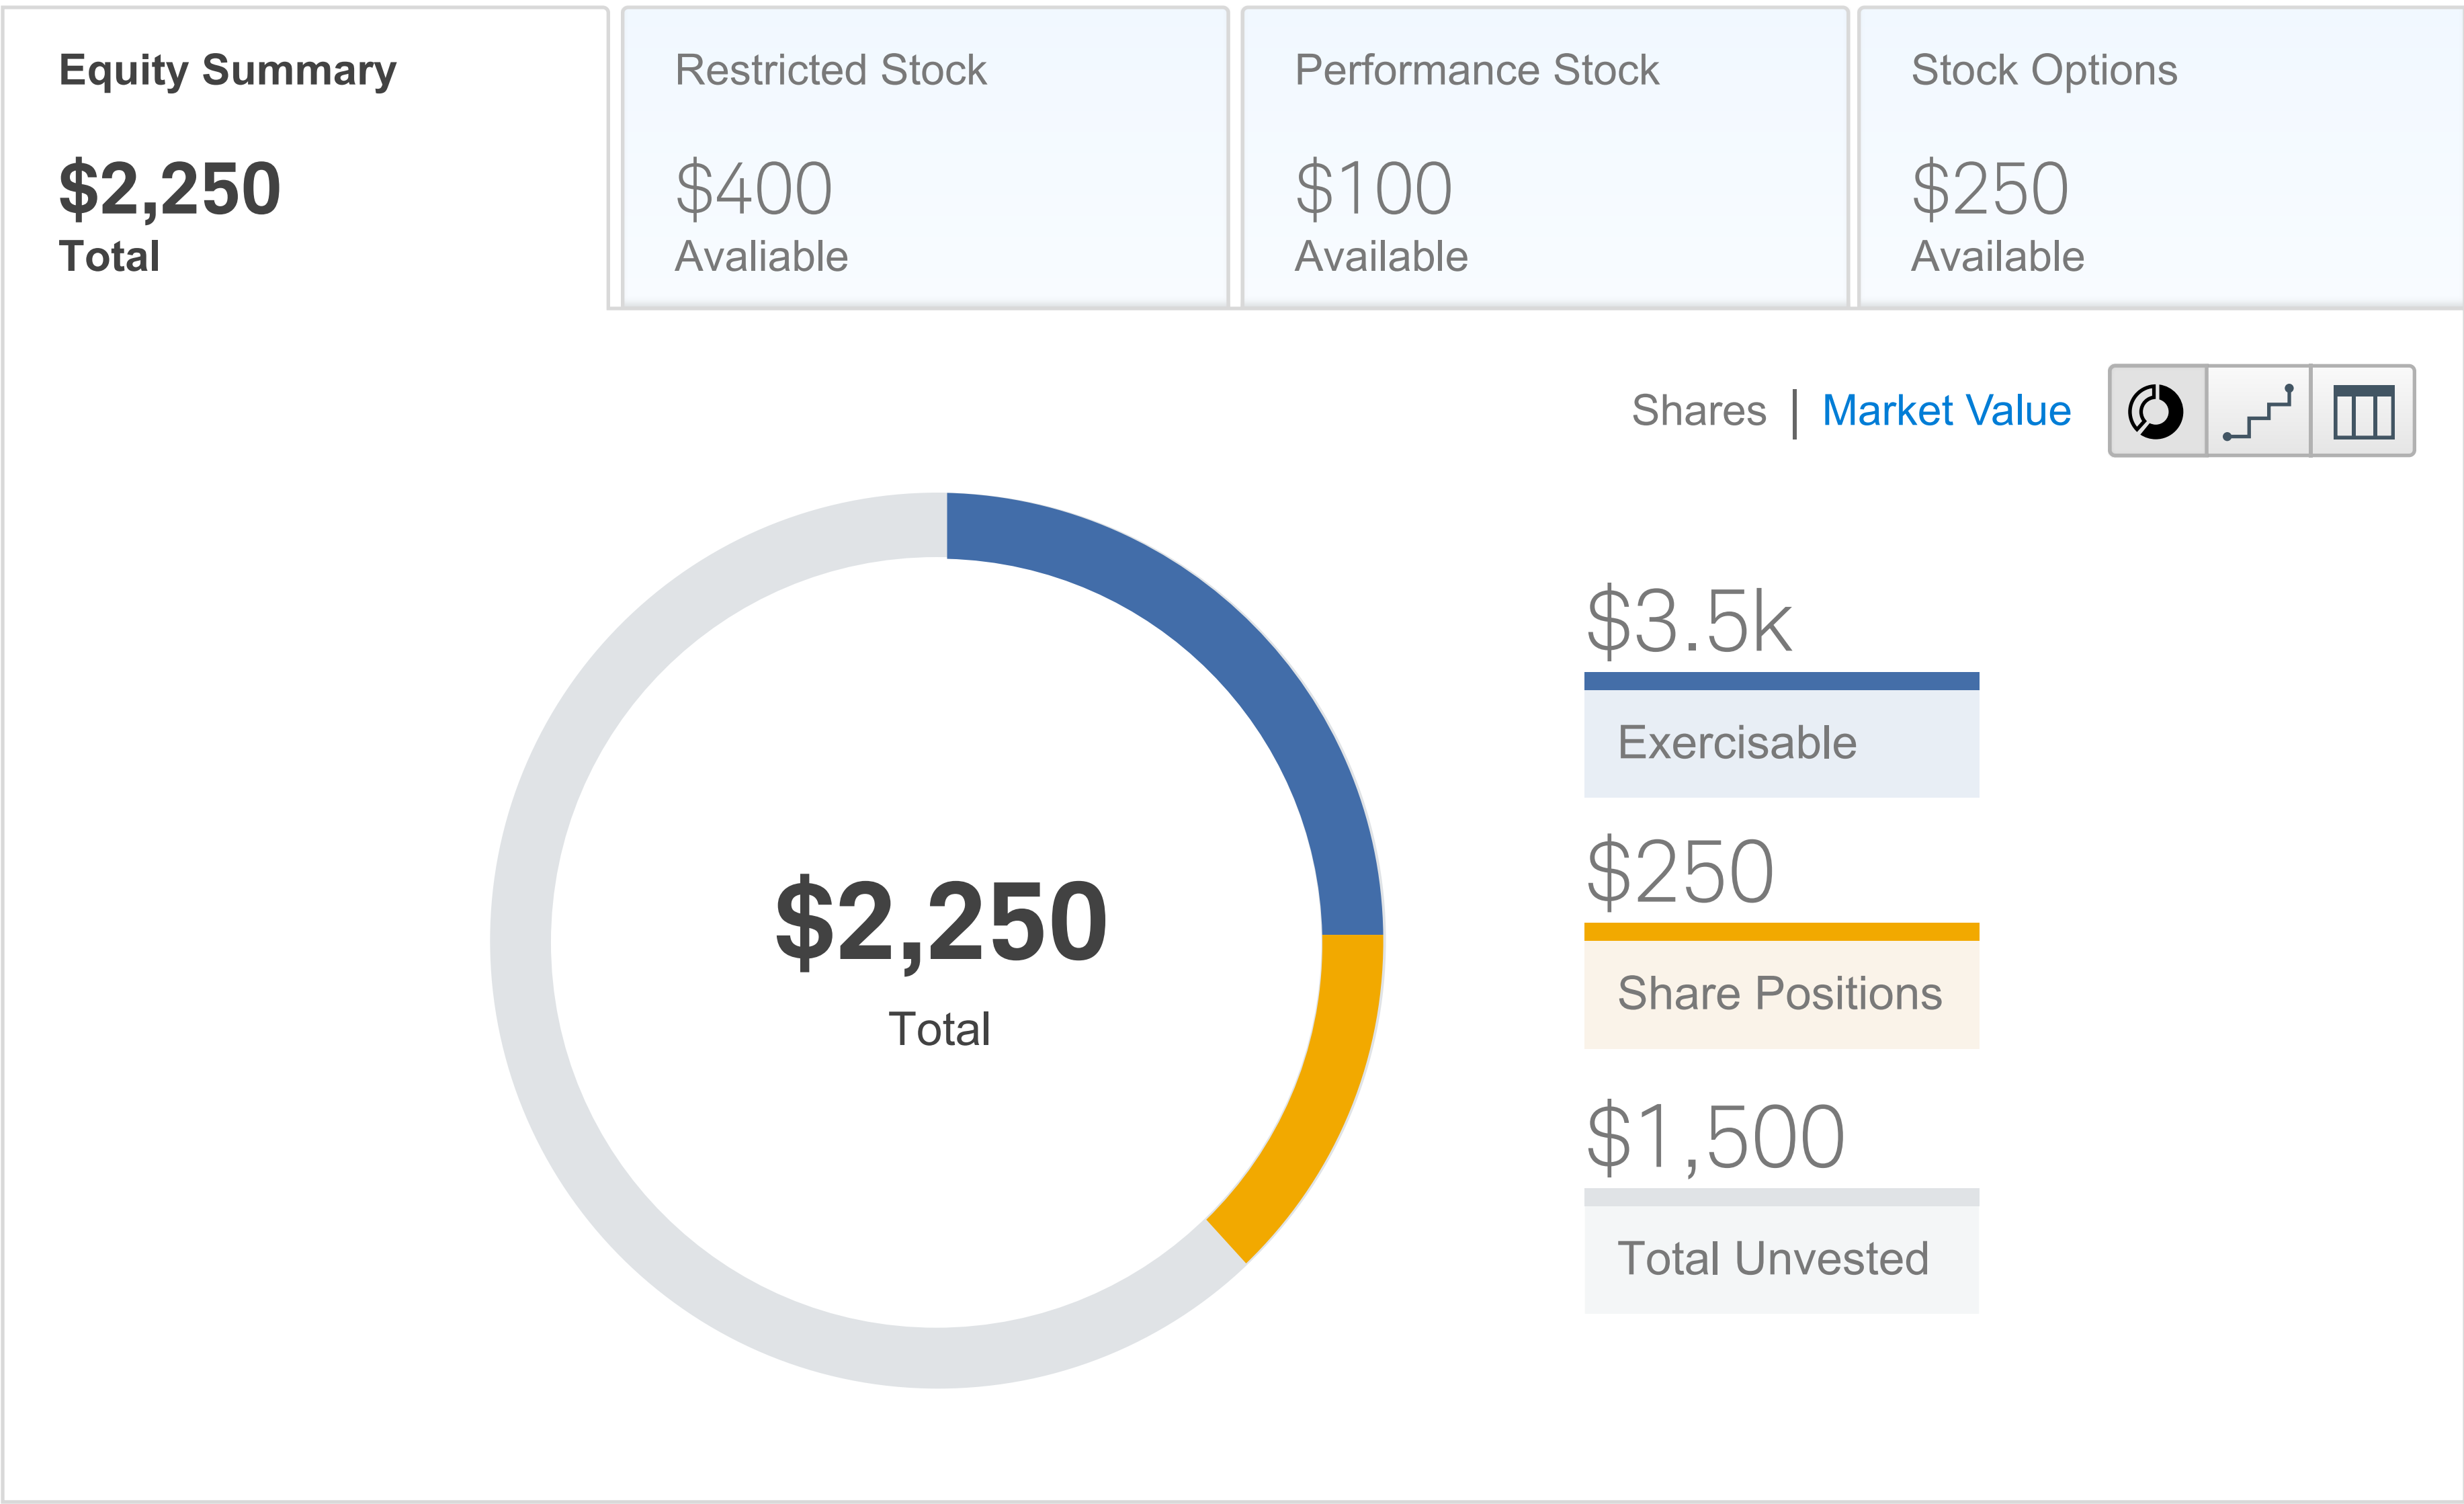 Equity Summary
$2,250
Total
Restricted Stock
$400
Avaliable
Performance Stock
$100
Available
Stock Options
$250
Available
Shares | Market Value
$2,250
Total
$3.5k
Exercisable
$250
Share Positions
$1,500
Total Unvested